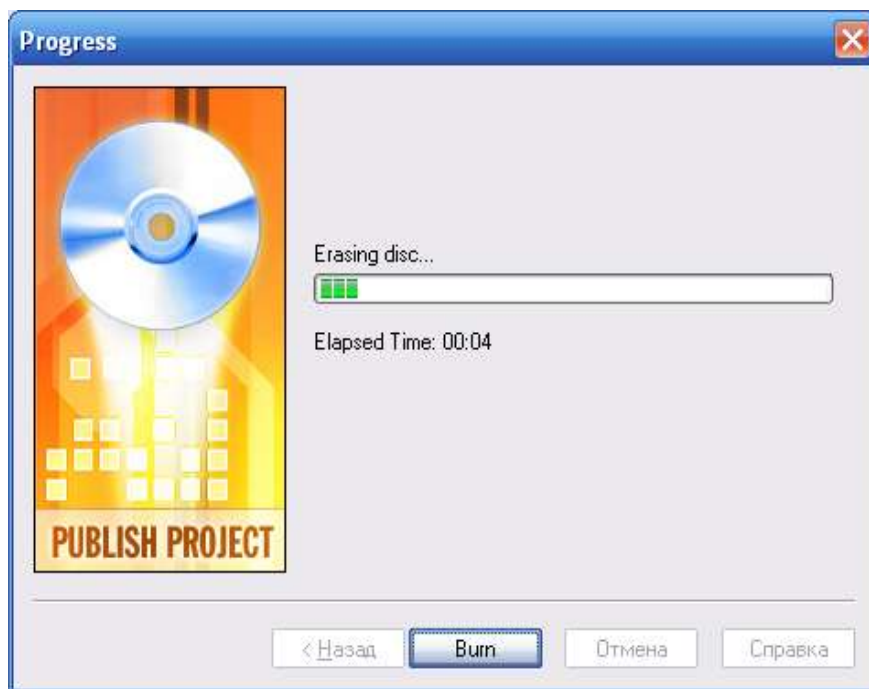 Progress
Erasing disc...
Elapsed Time: 00:04
PUBLISH PROJECT
< Назад
Burn
Отмена
Справка